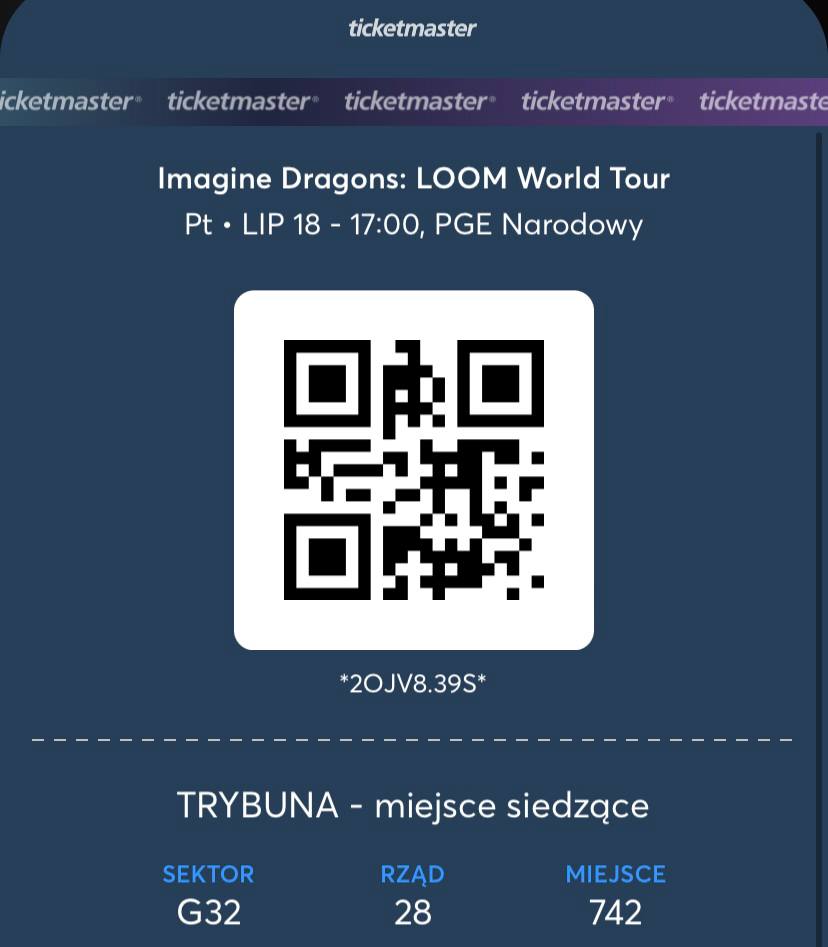 ticketmaster
icketmaster® ticketmaster® ticketmaster® ticketmaster® ticketmaste
Imagine Dragons: LOOM World Tour
Pt • LIP 18 - 17:00, PGE Narodowy
*2OJV8.39S*
TRYBUNA - miejsce siedzące
SEKTOR RZĄD MIEJSCE
G32 28 742